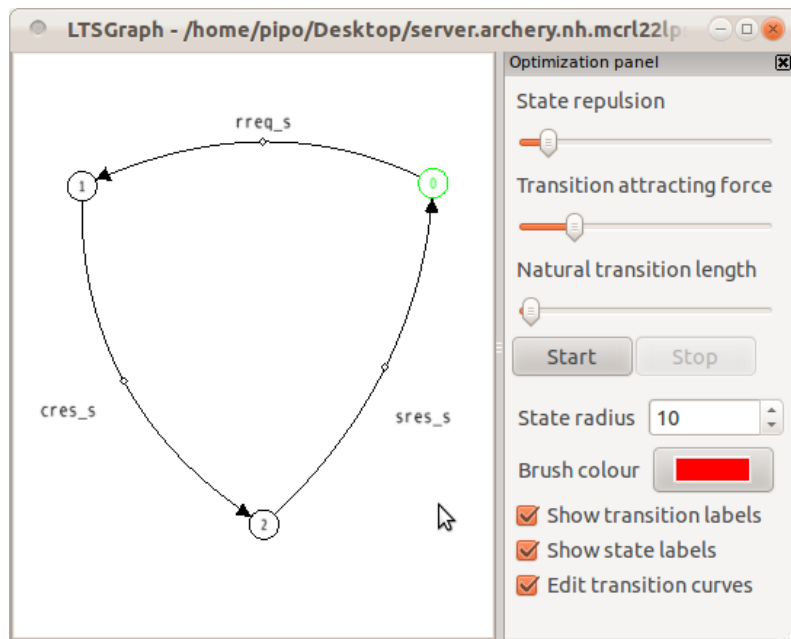 LTSGraph - /home/pipo/Desktop/server.archery.nh.mcrl22lp
Optimization panel
State repulsion
Transition attracting force
Natural transition length
Start Stop
State radius 10
Brush colour
Show transition labels
Show state labels
Edit transition curves
rreq_s
1
0
cres_s
sres_s
2